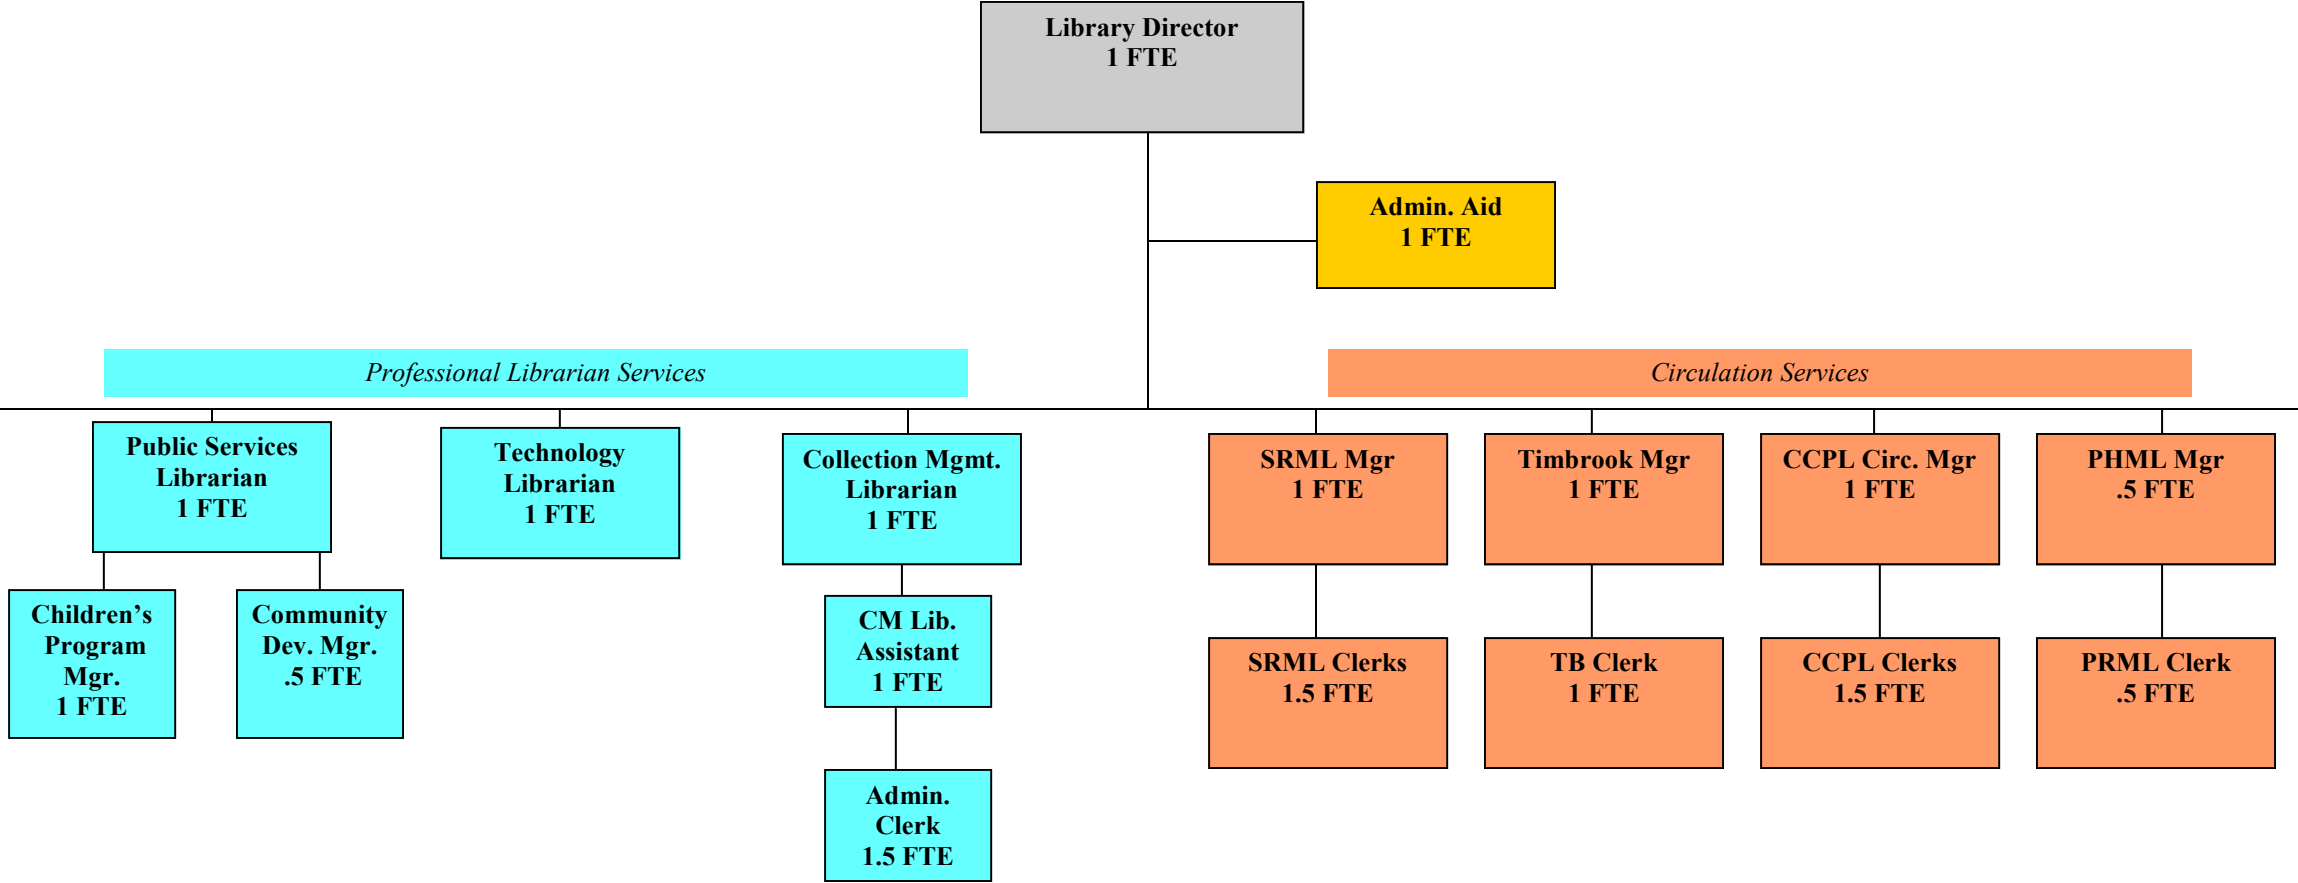 Library Director
1 FTE
Admin. Aid
1 FTE
Professional Librarian Services
Circulation Services
Public Services
Librarian
1 FTE
Technology
Librarian
1 FTE
Collection Mgmt.
Librarian
1 FTE
SRML Mgr
1 FTE
Timbrook Mgr
1 FTE
CCPL Circ. Mgr
1 FTE
PHML Mgr
.5 FTE
Children’s
Program
Mgr.
1 FTE
Community
Dev. Mgr.
.5 FTE
CM Lib.
Assistant
1 FTE
SRML Clerks
1.5 FTE
TB Clerk
1 FTE
CCPL Clerks
1.5 FTE
PRML Clerk
.5 FTE
Admin.
Clerk
1.5 FTE